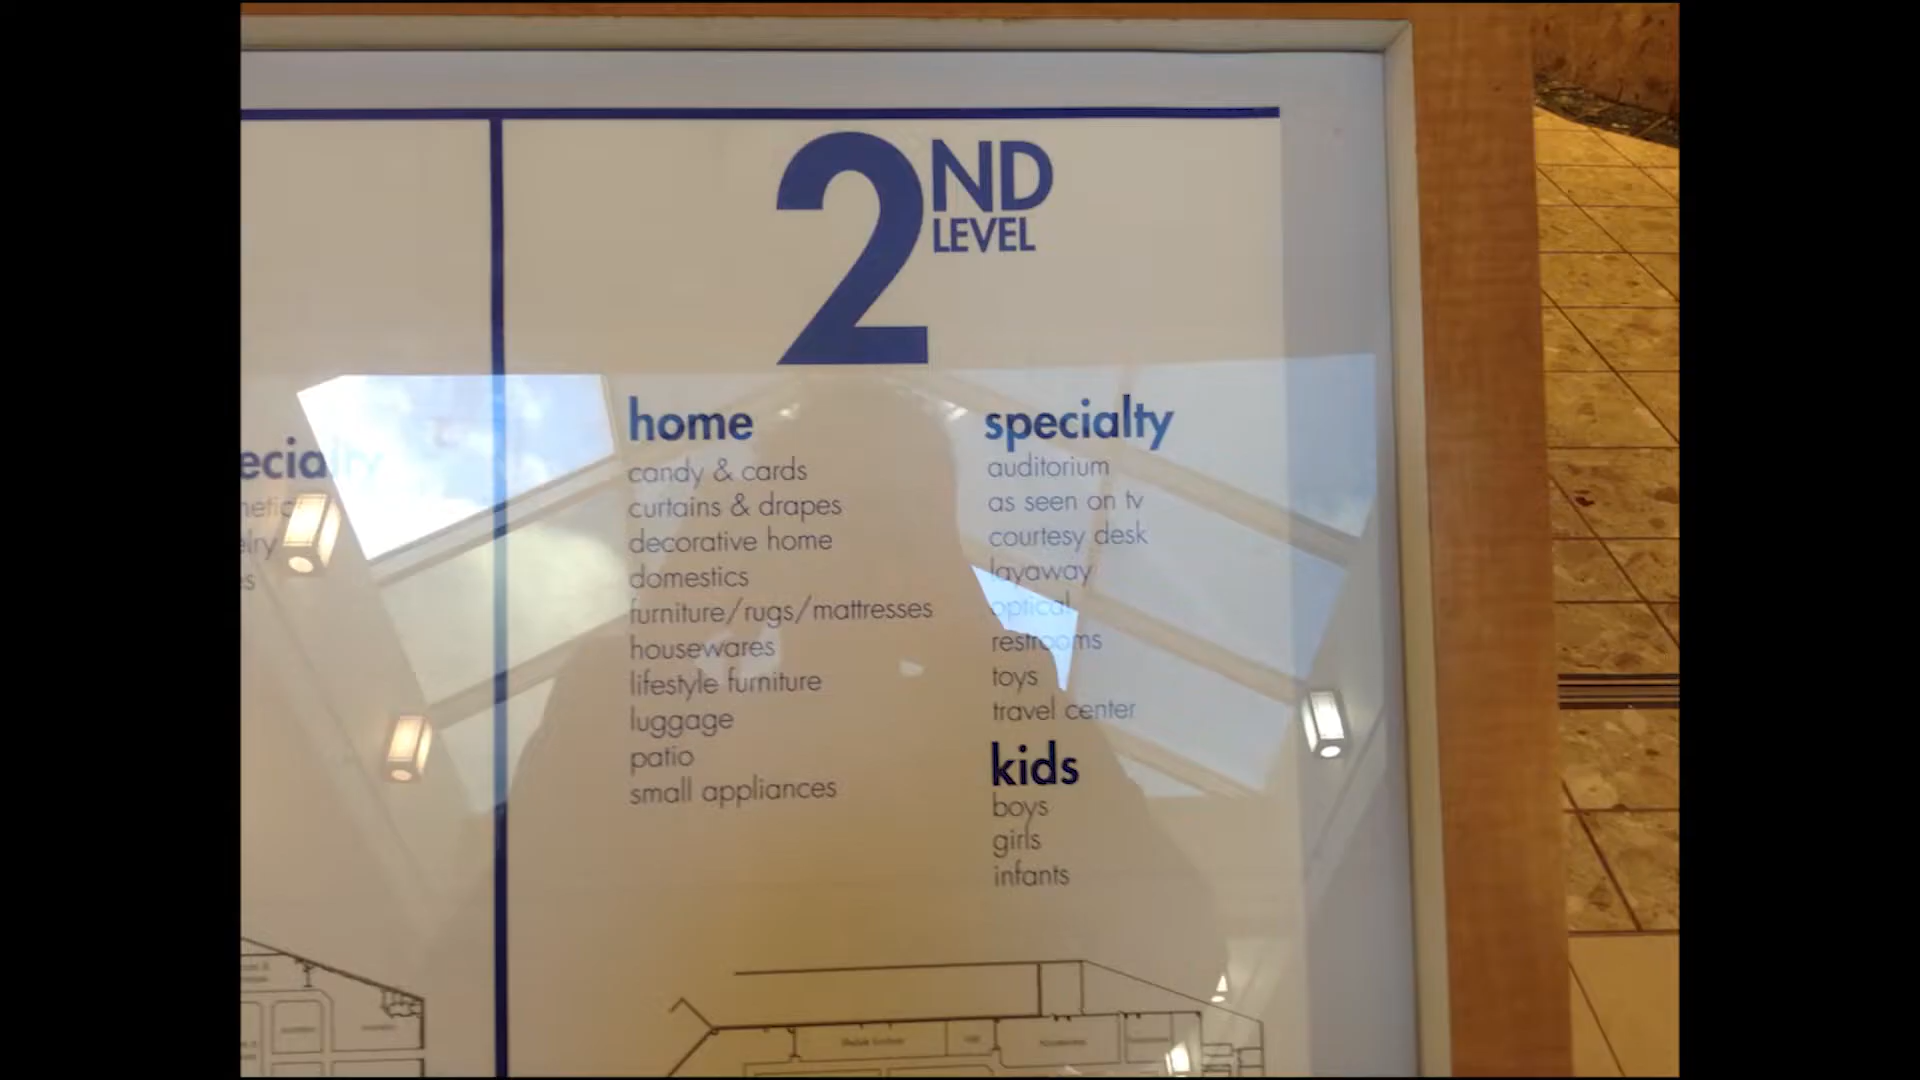 2ND
LEVEL
home
candy & cards
curtains & drapes
decorative home
domestics
furniture/rugs/mattresses
housewares
lifestyle furniture
luggage
patio
small appliances
specialty
auditorium
as seen on tv
courtesy desk
layaway
optical
restrooms
toys
travel center
kids
boys
girls
infants